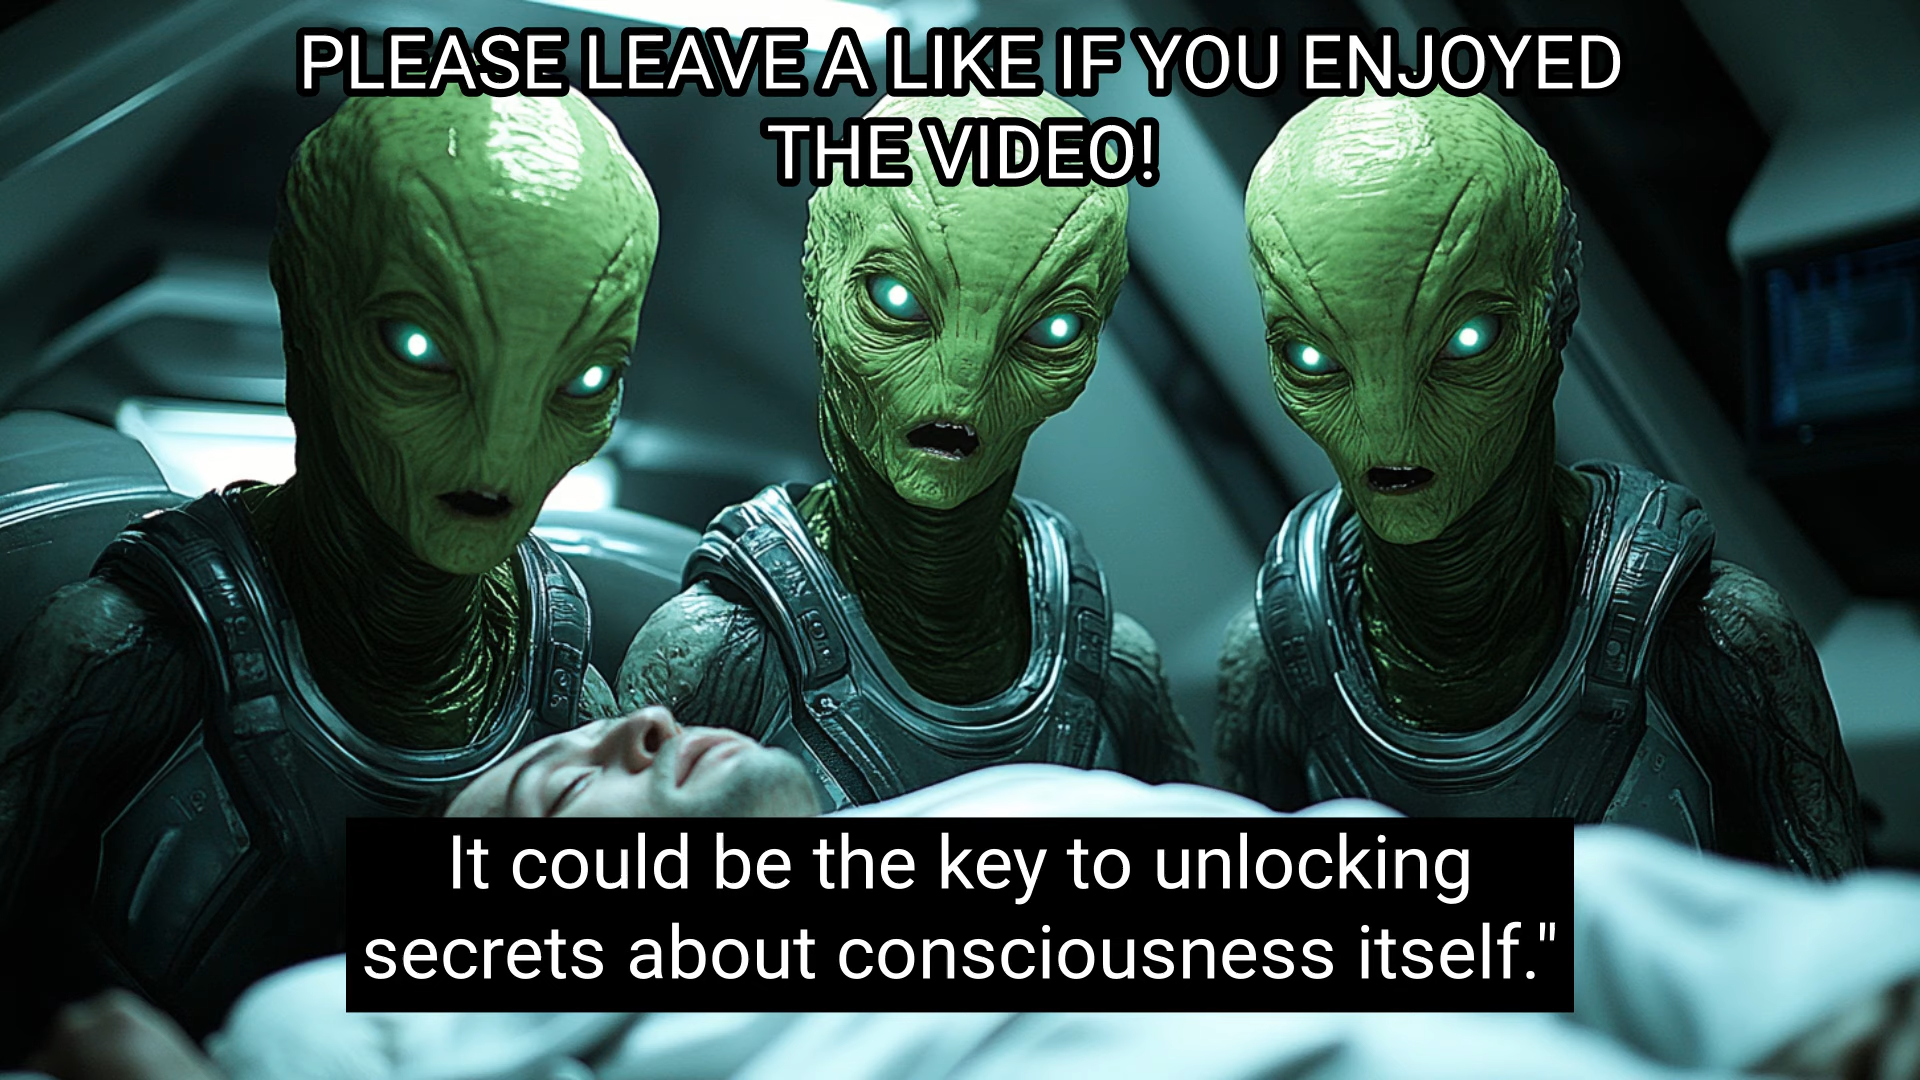 PLEASE LEAVE A LIKE IF YOU ENJOYED
THE VIDEO!
It could be the key to unlocking
secrets about consciousness itself."